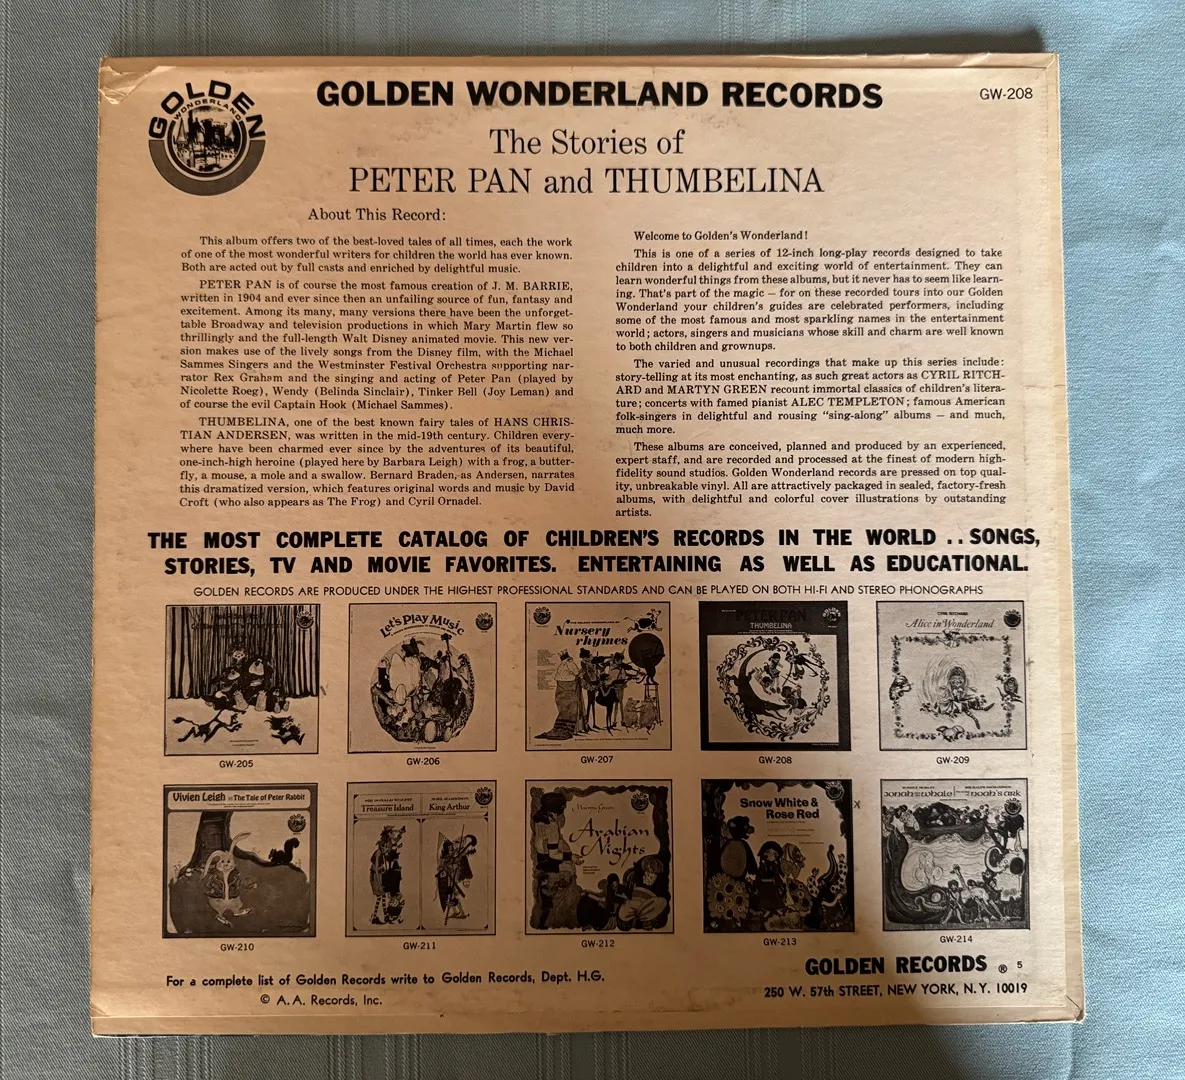 GOLDEN
WONDERLAND
GOLDEN WONDERLAND RECORDS
GW-208
The Stories of
PETER PAN and THUMBELINA
About This Record:
This album offers two of the best-loved tales of all times, each the work
of one of the most wonderful writers for children the world has ever known.
Both are acted out by full casts and enriched by delightful music.
PETER PAN is of course the most famous creation of J. M. BARRIE,
written in 1904 and ever since then an unfailing source of fun, fantasy and
excitement. Among its many, many versions there have been the unforget-
table Broadway and television productions in which Mary Martin flew so
thrillingly and the full-length Walt Disney animated movie. This new ver-
sion makes use of the lively songs from the Disney film, with the Michael
Sammes Singers and the Westminster Festival Orchestra supporting nar-
rator Rex Graham and the singing and acting of Peter Pan (played by
Nicolette Roeg), Wendy (Belinda Sinclair), Tinker Bell (Joy Leman) and
of course the evil Captain Hook (Michael Sammes).
THUMBELINA, one of the best known fairy tales of HANS CHRIS-
TIAN ANDERSEN, was written in the mid-19th century. Children every-
where have been charmed ever since by the adventures of its beautiful,
one-inch-high heroine (played here by Barbara Leigh) with a frog, a butter-
fly, a mouse, a mole and a swallow. Bernard Braden, as Andersen, narrates
this dramatized version, which features original words and music by David
Croft (who also appears as The Frog) and Cyril Ornadel.
Welcome to Golden's Wonderland!
This is one of a series of 12-inch long-play records designed to take
children into a delightful and exciting world of entertainment. They can
learn wonderful things from these albums, but it never has to seem like learn-
ing. That's part of the magic — for on these recorded tours into our Golden
Wonderland your children's guides are celebrated performers, including
some of the most famous and most sparkling names in the entertainment
world; actors, singers and musicians whose skill and charm are well known
to both children and grownups.
The varied and unusual recordings that make up this series include:
story-telling at its most enchanting, as such great actors as CYRIL RITCH-
ARD and MARTYN GREEN recount immortal classics of children's litera-
ture; concerts with famed pianist ALEC TEMPLETON; famous American
folk-singers in delightful and rousing "sing-along" albums — and much,
much more.
These albums are conceived, planned and produced by an experienced,
expert staff, and are recorded and processed at the finest of modern high-
fidelity sound studios. Golden Wonderland records are pressed on top qual-
ity, unbreakable vinyl. All are attractively packaged in sealed, factory-fresh
albums, with delightful and colorful cover illustrations by outstanding
artists.
THE MOST COMPLETE CATALOG OF CHILDREN'S RECORDS IN THE WORLD . . SONGS,
STORIES, TV AND MOVIE FAVORITES. ENTERTAINING AS WELL AS EDUCATIONAL.
GOLDEN RECORDS ARE PRODUCED UNDER THE HIGHEST PROFESSIONAL STANDARDS AND CAN BE PLAYED ON BOTH HI-FI AND STEREO PHONOGRAPHS
Let's Play Music
Nursery
rhymes
PETER PAN
THUMBELINA
Alice in Wonderland
GW-205
GW-206
GW-207
GW-208
GW-209
Vivien Leigh in The Tale of Peter Rabbit
Treasure Island
King Arthur
Arabian
Nights
Snow White &
Rose Red
Jonah and the whale
noah's ark
GW-210
GW-211
GW-212
GW-213
GW-214
For a complete list of Golden Records write to Golden Records, Dept. H.G.
© A. A. Records, Inc.
GOLDEN RECORDS ® 5
250 W. 57th STREET, NEW YORK, N. Y. 10019